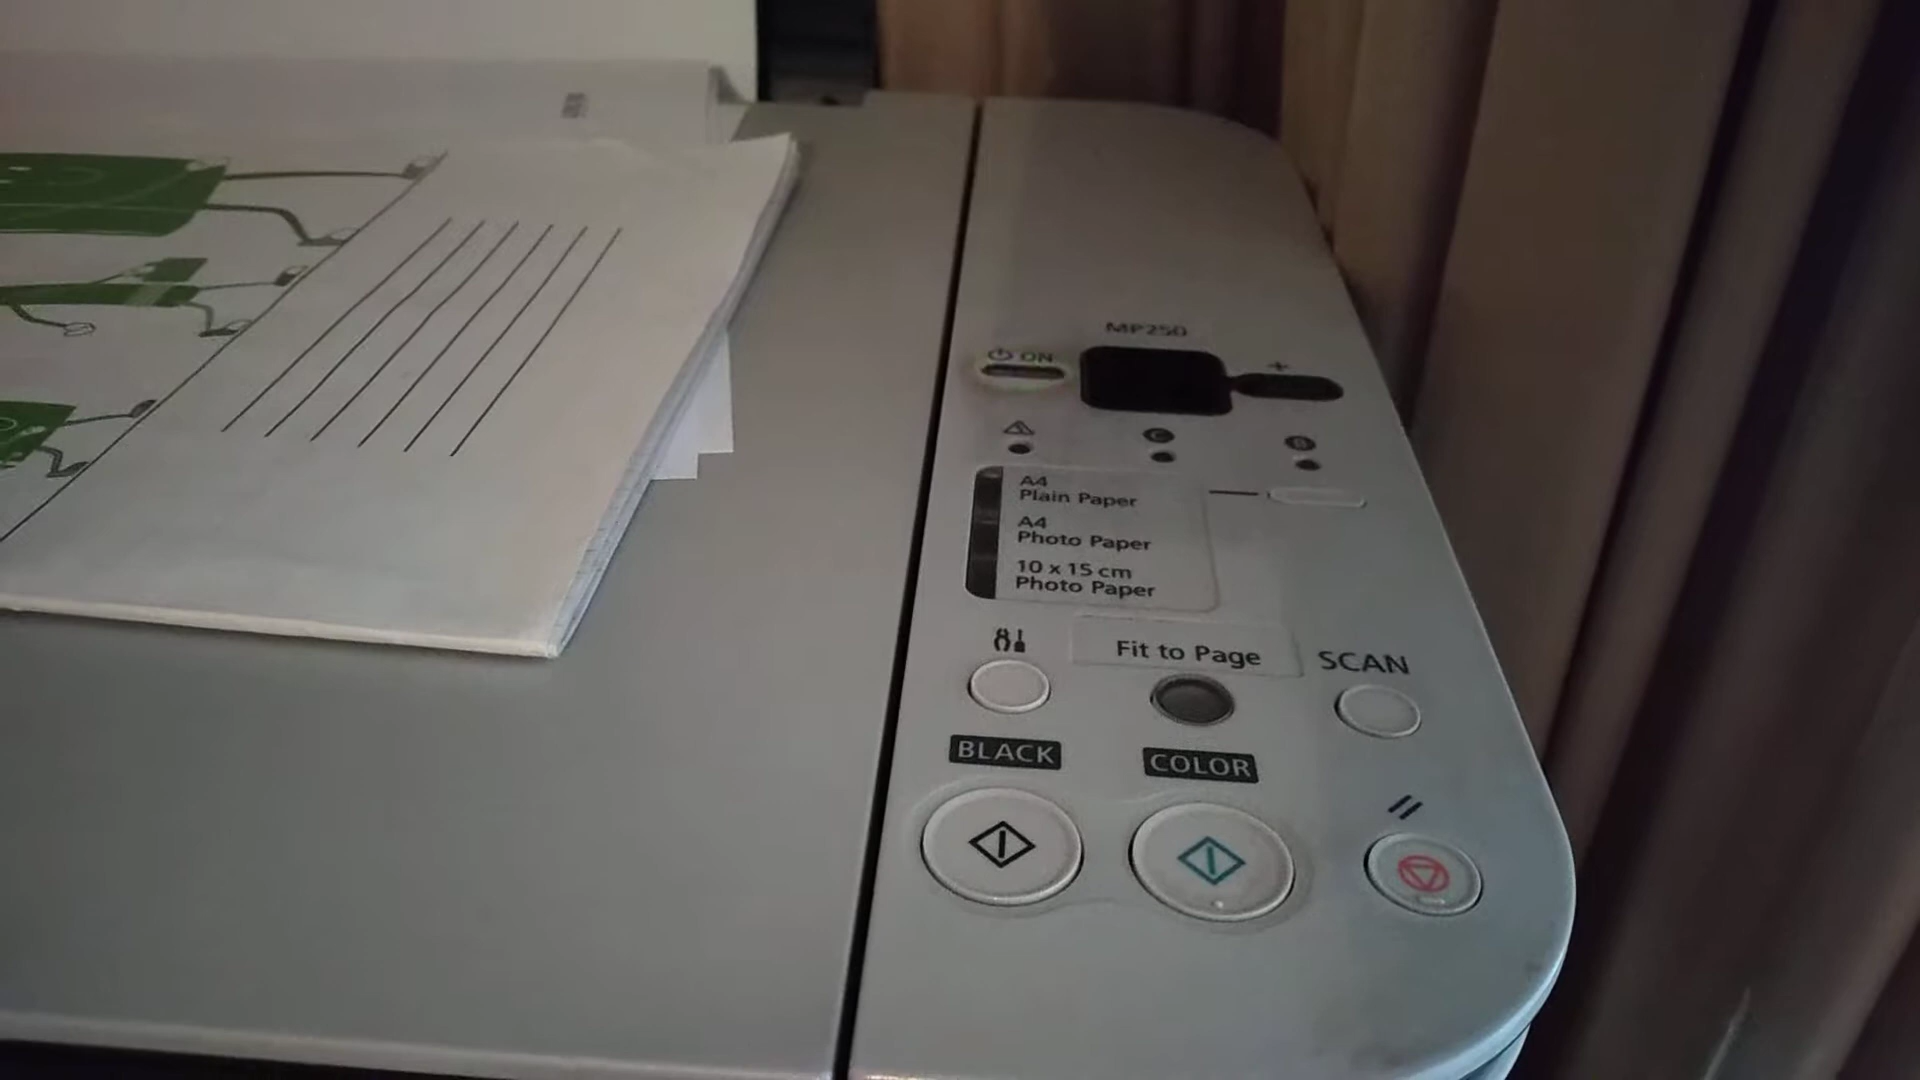 MP250
ON
+
C
B
A4
Plain Paper
A4
Photo Paper
10 x 15 cm
Photo Paper
Fit to Page
SCAN
BLACK
COLOR